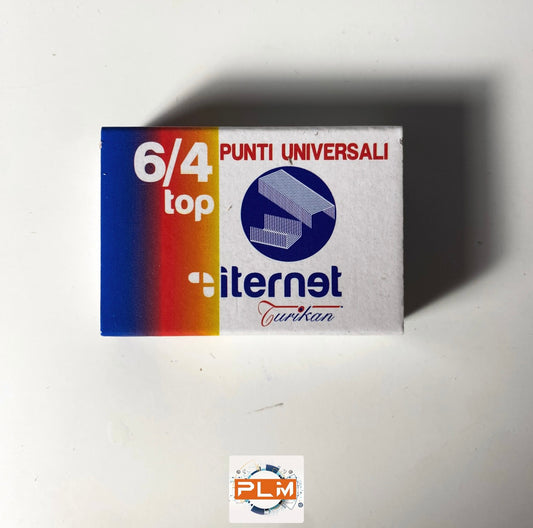 6/4
top
PUNTI UNIVERSALI
iternet
Turikan
PLM